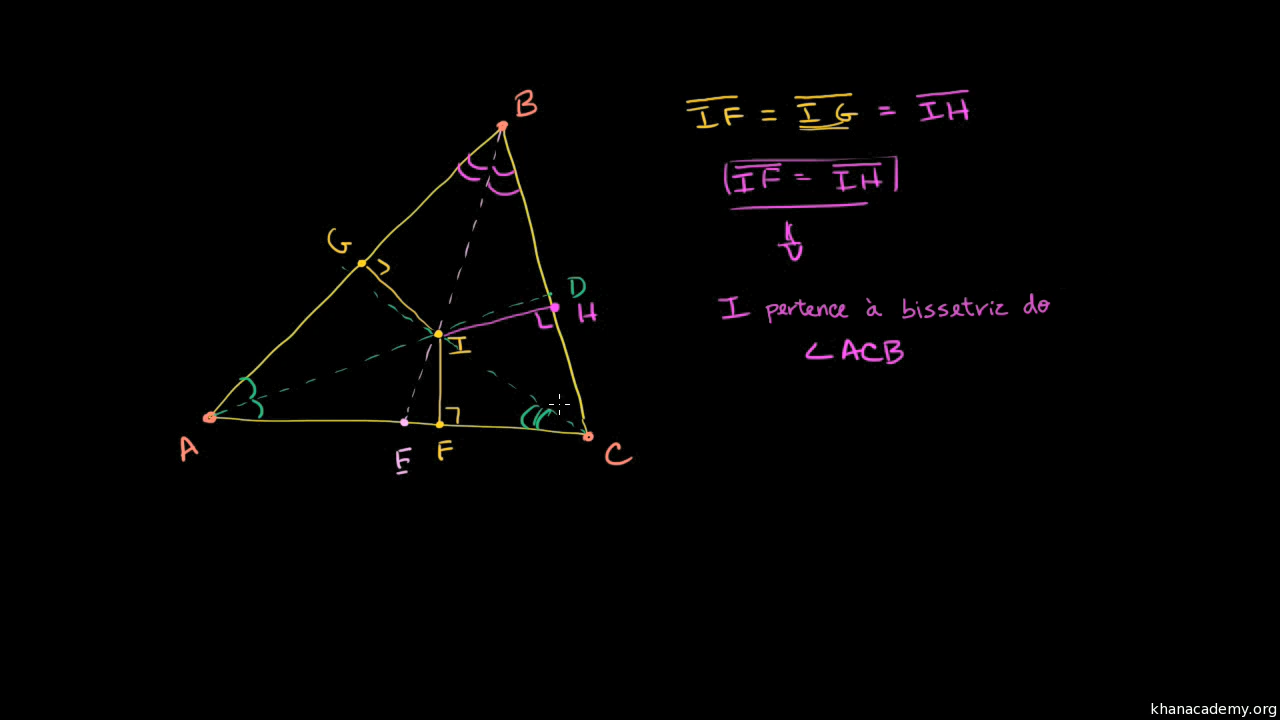 IF = IG = IH
IF = IH
I pertence à bissetriz do
∠ACB
B
G
D
H
I
A
E
F
C
khanacademy.org